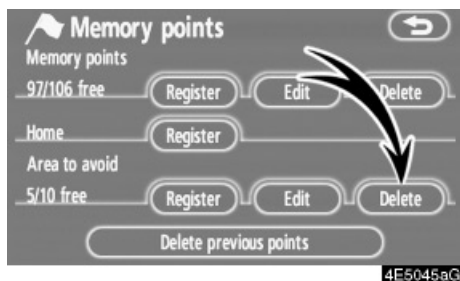 Memory points
Memory points
97/106 free Register Edit Delete
Home Register
Area to avoid
5/10 free Register Edit Delete
Delete previous points
4E5045aG